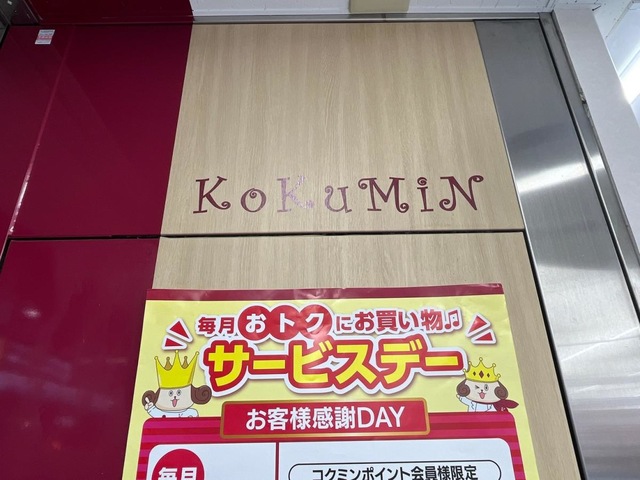 KoKuMiN
毎月おトクにお買い物♫
サービスデー
お客様感謝DAY
毎月
コクミンポイント会員様限定